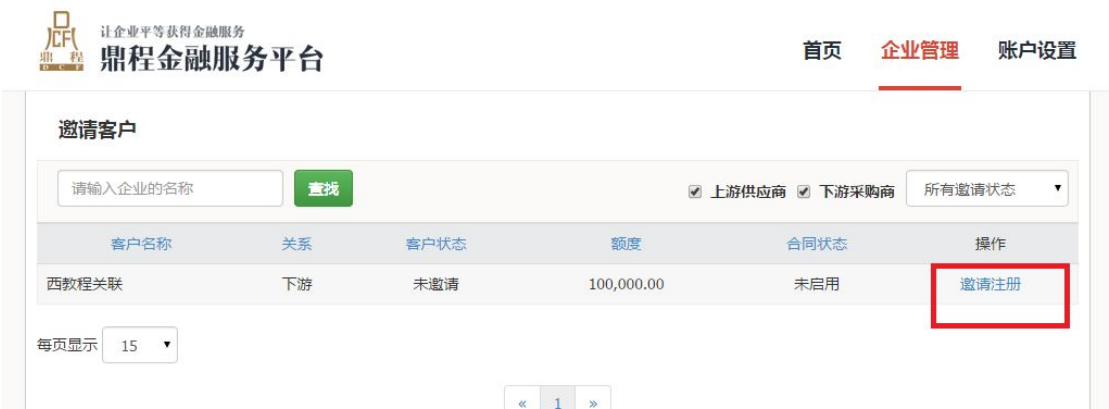 让企业平等获得金融服务
DCF
鼎程
DCF
鼎程金融服务平台
首页 企业管理 账户设置
邀请客户
请输入企业的名称 查找 上游供应商 下游采购商 所有邀请状态
客户名称 关系 客户状态 额度 合同状态 操作
西教程关联 下游 未邀请 100,000.00 未启用 邀请注册
每页显示 15
« 1 »